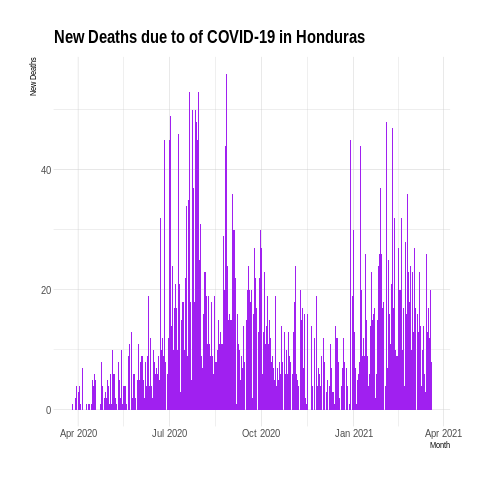 New Deaths due to of COVID-19 in Honduras
New Deaths
40
20
0
Apr 2020
Jul 2020
Oct 2020
Jan 2021
Apr 2021
Month